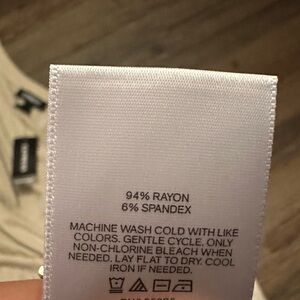 94% RAYON
6% SPANDEX
MACHINE WASH COLD WITH LIKE
COLORS. GENTLE CYCLE. ONLY
NON-CHLORINE BLEACH WHEN
NEEDED. LAY FLAT TO DRY. COOL
IRON IF NEEDED.